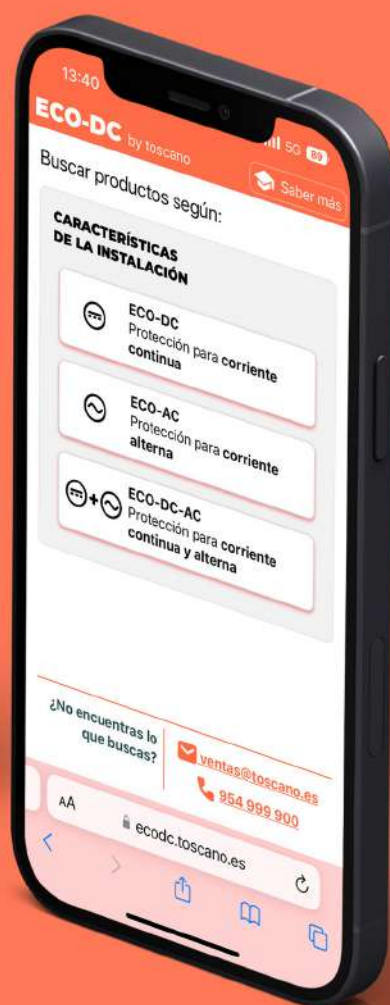 13:40
5G 89
ECO-DC by toscano
Saber más
Buscar productos según:
CARACTERÍSTICAS
DE LA INSTALACIÓN
ECO-DC
Protección para corriente
continua
ECO-AC
Protección para corriente
alterna
ECO-DC-AC
Protección para corriente
continua y alterna
¿No encuentras lo
que buscas?
ventas@toscano.es
954 999 900
AA
ecodc.toscano.es